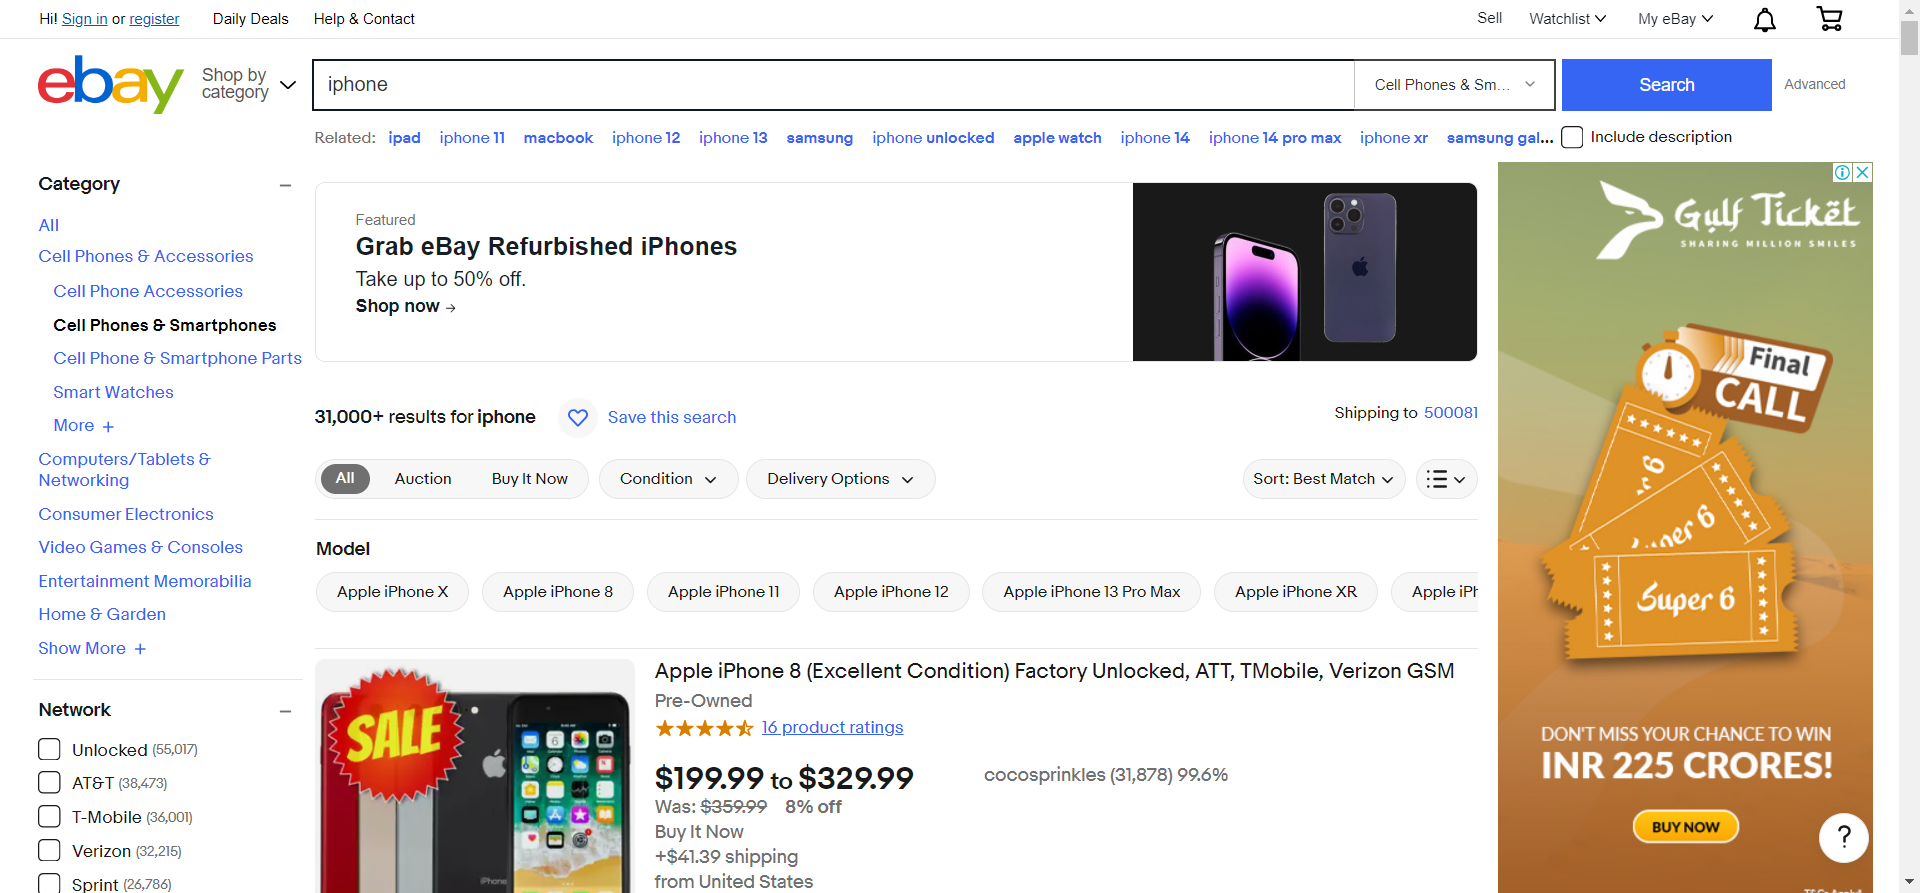 Hi! Sign in or register Daily Deals Help & Contact Sell Watchlist My eBay
ebay Shop by category
iphone
Cell Phones & Sm...
Search
Advanced
Related: ipad iphone 11 macbook iphone 12 iphone 13 samsung iphone unlocked apple watch iphone 14 iphone 14 pro max iphone xr samsung gal...
Include description
Category
All
Cell Phones & Accessories
Cell Phone Accessories
Cell Phones & Smartphones
Cell Phone & Smartphone Parts
Smart Watches
More +
Computers/Tablets &
Networking
Consumer Electronics
Video Games & Consoles
Entertainment Memorabilia
Home & Garden
Show More +
Network
Unlocked (55,017)
AT&T (38,473)
T-Mobile (36,001)
Verizon (32,215)
Sprint (26,786)
Featured
Grab eBay Refurbished iPhones
Take up to 50% off.
Shop now →
31,000+ results for iphone
Save this search
Shipping to 500081
All Auction Buy It Now Condition Delivery Options Sort: Best Match
Model
Apple iPhone X Apple iPhone 8 Apple iPhone 11 Apple iPhone 12 Apple iPhone 13 Pro Max Apple iPhone XR Apple iPh
SALE
iPhone
Apple iPhone 8 (Excellent Condition) Factory Unlocked, ATT, TMobile, Verizon GSM
Pre-Owned
16 product ratings
$199.99 to $329.99
Was: $359.99 8% off
Buy It Now
+$41.39 shipping
from United States
cocosprinkles (31,878) 99.6%
Gulf Ticket
SHARING MILLION SMILES
Final
CALL
Super 6
Super 6
DON'T MISS YOUR CHANCE TO WIN
INR 225 CRORES!
BUY NOW
?